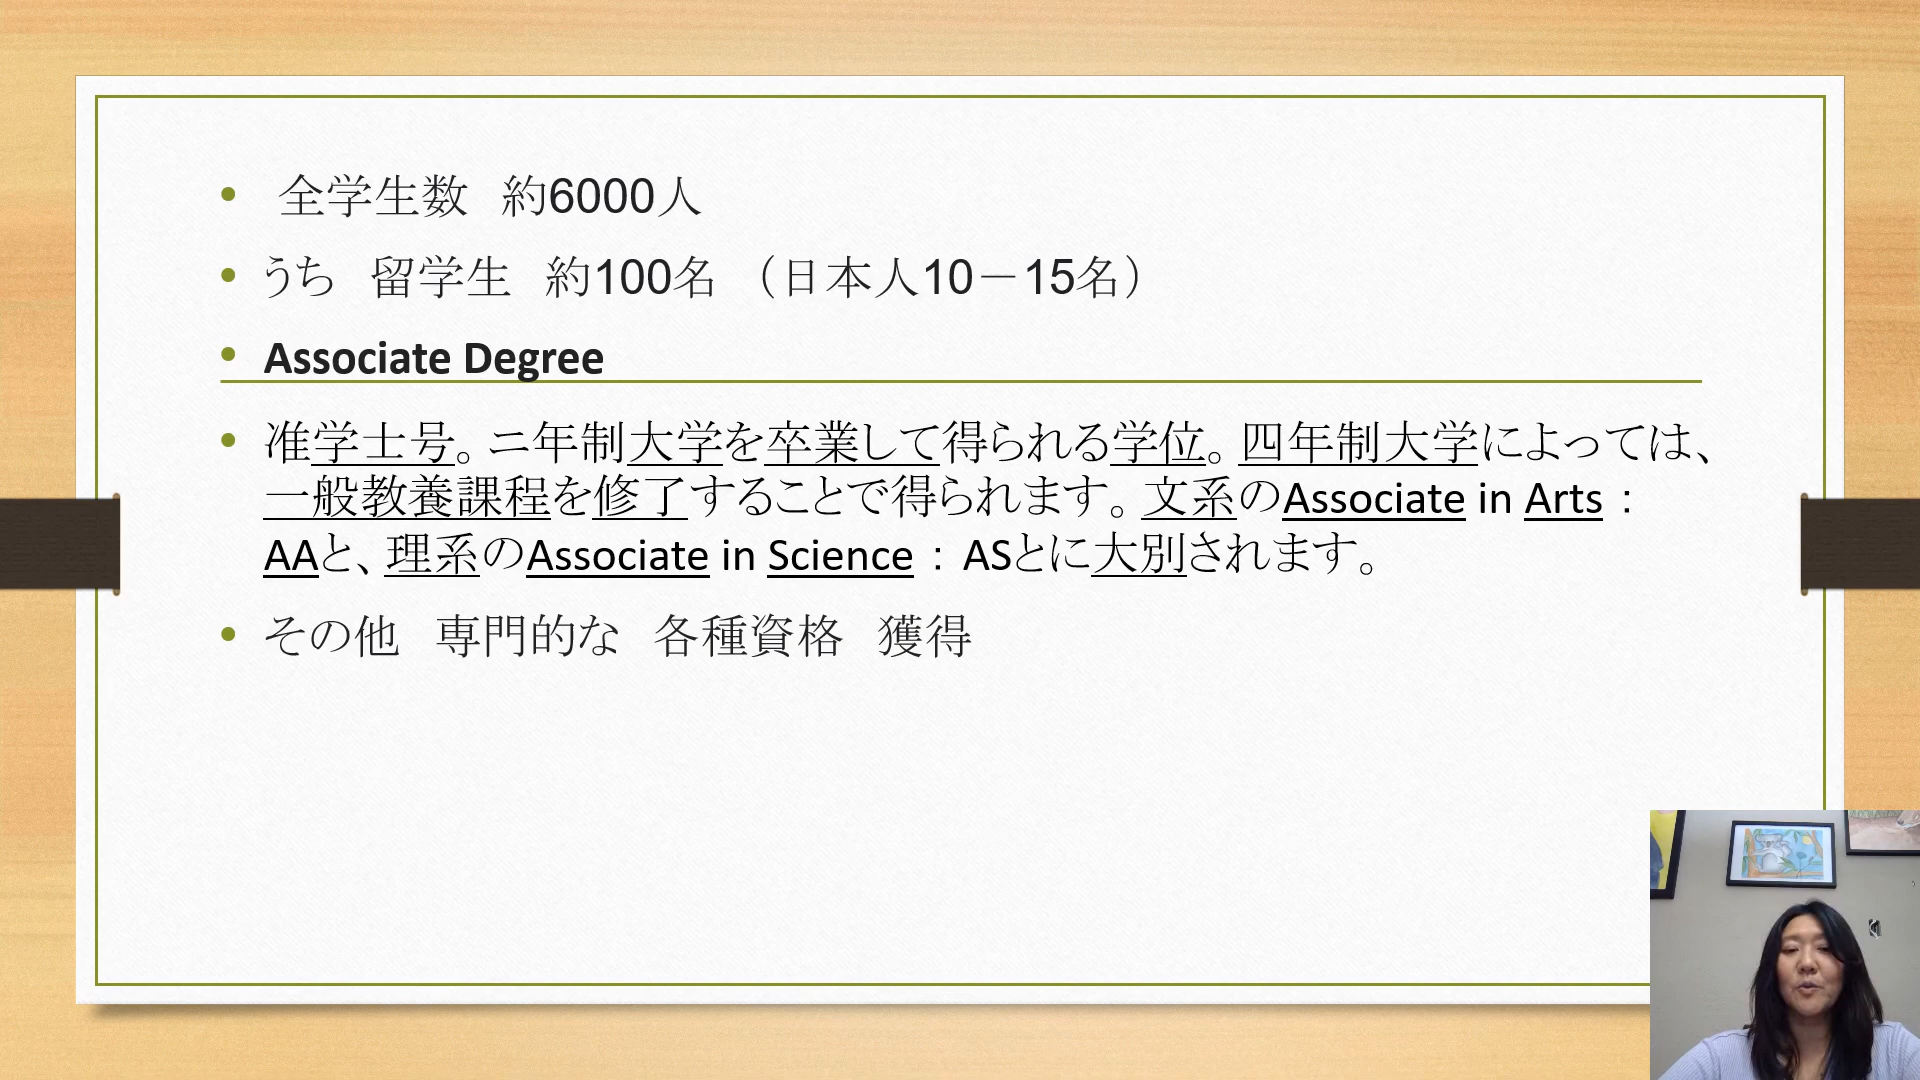 全学生数　約6000人
うち　留学生　約100名　（日本人10－15名）
Associate Degree
准学士号。ニ年制大学を卒業して得られる学位。四年制大学によっては、
一般教養課程を修了することで得られます。文系のAssociate in Arts：
AAと、理系のAssociate in Science：ASとに大別されます。
その他　専門的な　各種資格　獲得